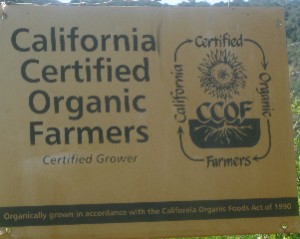 California
Certified
Organic
Farmers
Certified Grower
Certified
California
Organic
CCOF
Farmers
Organically grown in accordance with the California Organic Foods Act of 1990